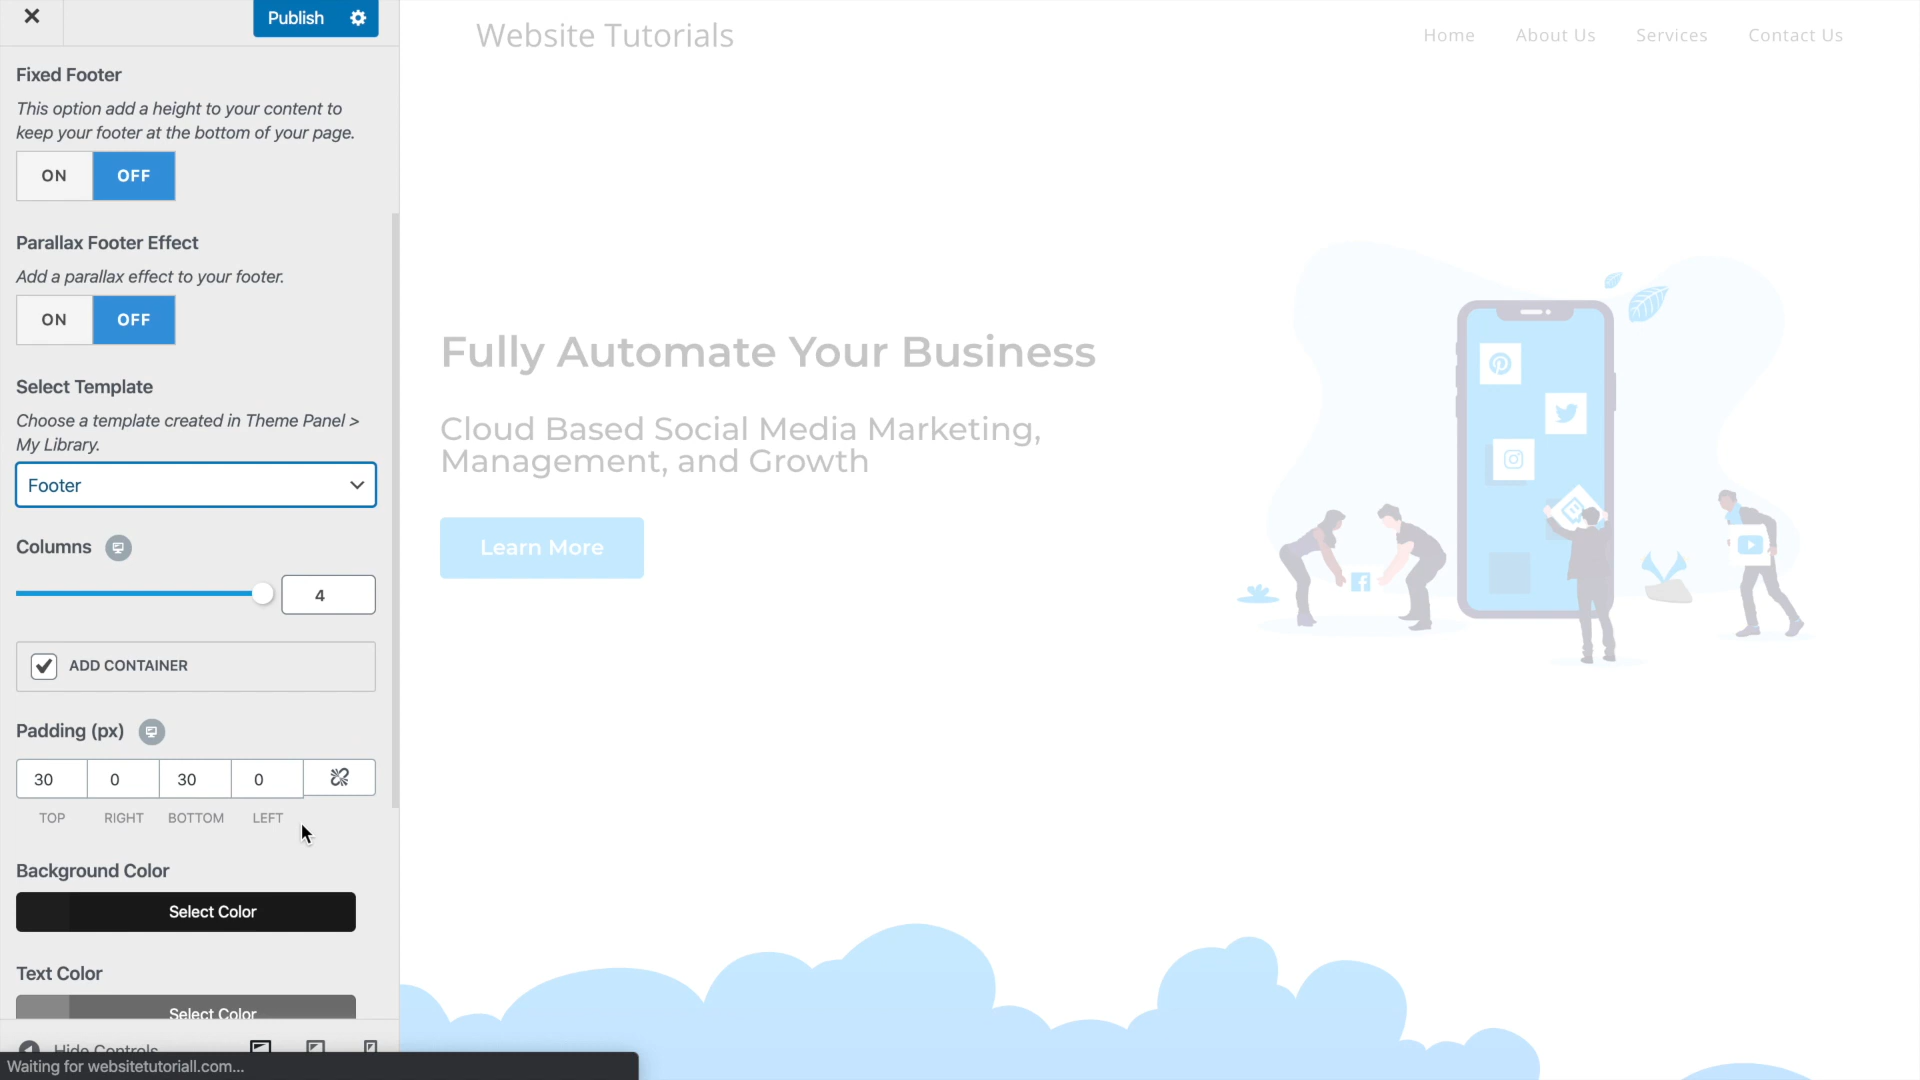 Publish
Fixed Footer
This option add a height to your content to
keep your footer at the bottom of your page.
ON OFF
Parallax Footer Effect
Add a parallax effect to your footer.
ON OFF
Select Template
Choose a template created in Theme Panel >
My Library.
Footer
Columns
4
ADD CONTAINER
Padding (px)
30 0 30 0
TOP RIGHT BOTTOM LEFT
Background Color
Select Color
Text Color
Select Color
Hide Controls
Waiting for websitetutoriall.com...
Website Tutorials
Home About Us Services Contact Us
Fully Automate Your Business
Cloud Based Social Media Marketing,
Management, and Growth
Learn More